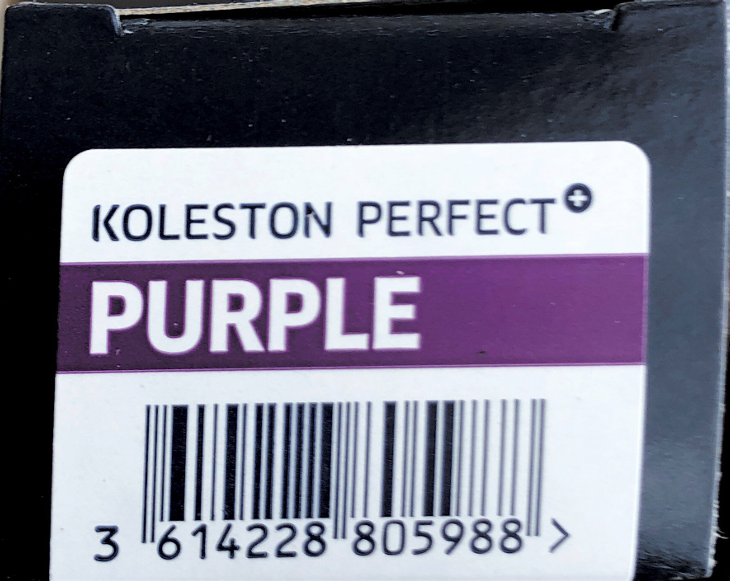 KOLESTON PERFECT+
PURPLE
3 614228 805988 >